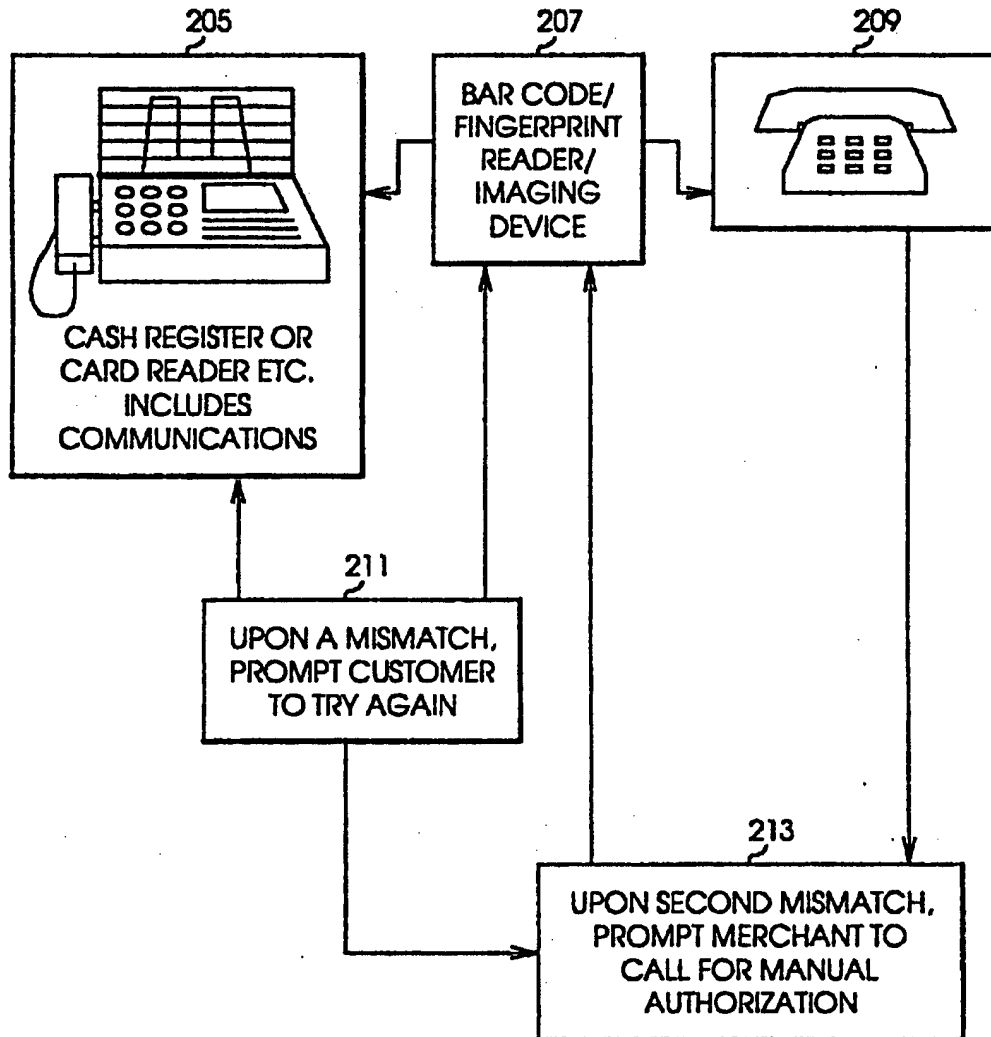 205
207
209
BAR CODE/
FINGERPRINT
READER/
IMAGING
DEVICE
CASH REGISTER OR
CARD READER ETC.
INCLUDES
COMMUNICATIONS
211
UPON A MISMATCH,
PROMPT CUSTOMER
TO TRY AGAIN
213
UPON SECOND MISMATCH,
PROMPT MERCHANT TO
CALL FOR MANUAL
AUTHORIZATION